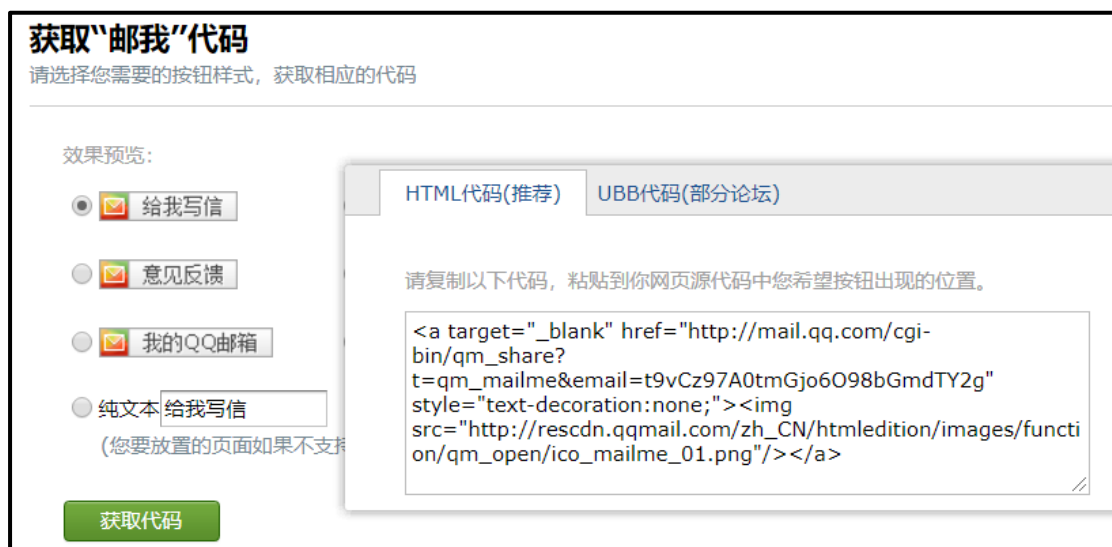 获取“邮我”代码
请选择您需要的按钮样式，获取相应的代码
效果预览：
给我写信
意见反馈
我的QQ邮箱
纯文本 给我写信
(您要放置的页面如果不支持
获取代码
HTML代码(推荐) UBB代码(部分论坛)
请复制以下代码，粘贴到你网页源代码中您希望按钮出现的位置。
<a target="_blank" href="http://mail.qq.com/cgi-
bin/qm_share?
t=qm_mailme&email=t9vCz97A0tmGjo6O98bGmdTY2g"
style="text-decoration:none;"><img
src="http://rescdn.qqmail.com/zh_CN/htmledition/images/functi
on/qm_open/ico_mailme_01.png"/></a>